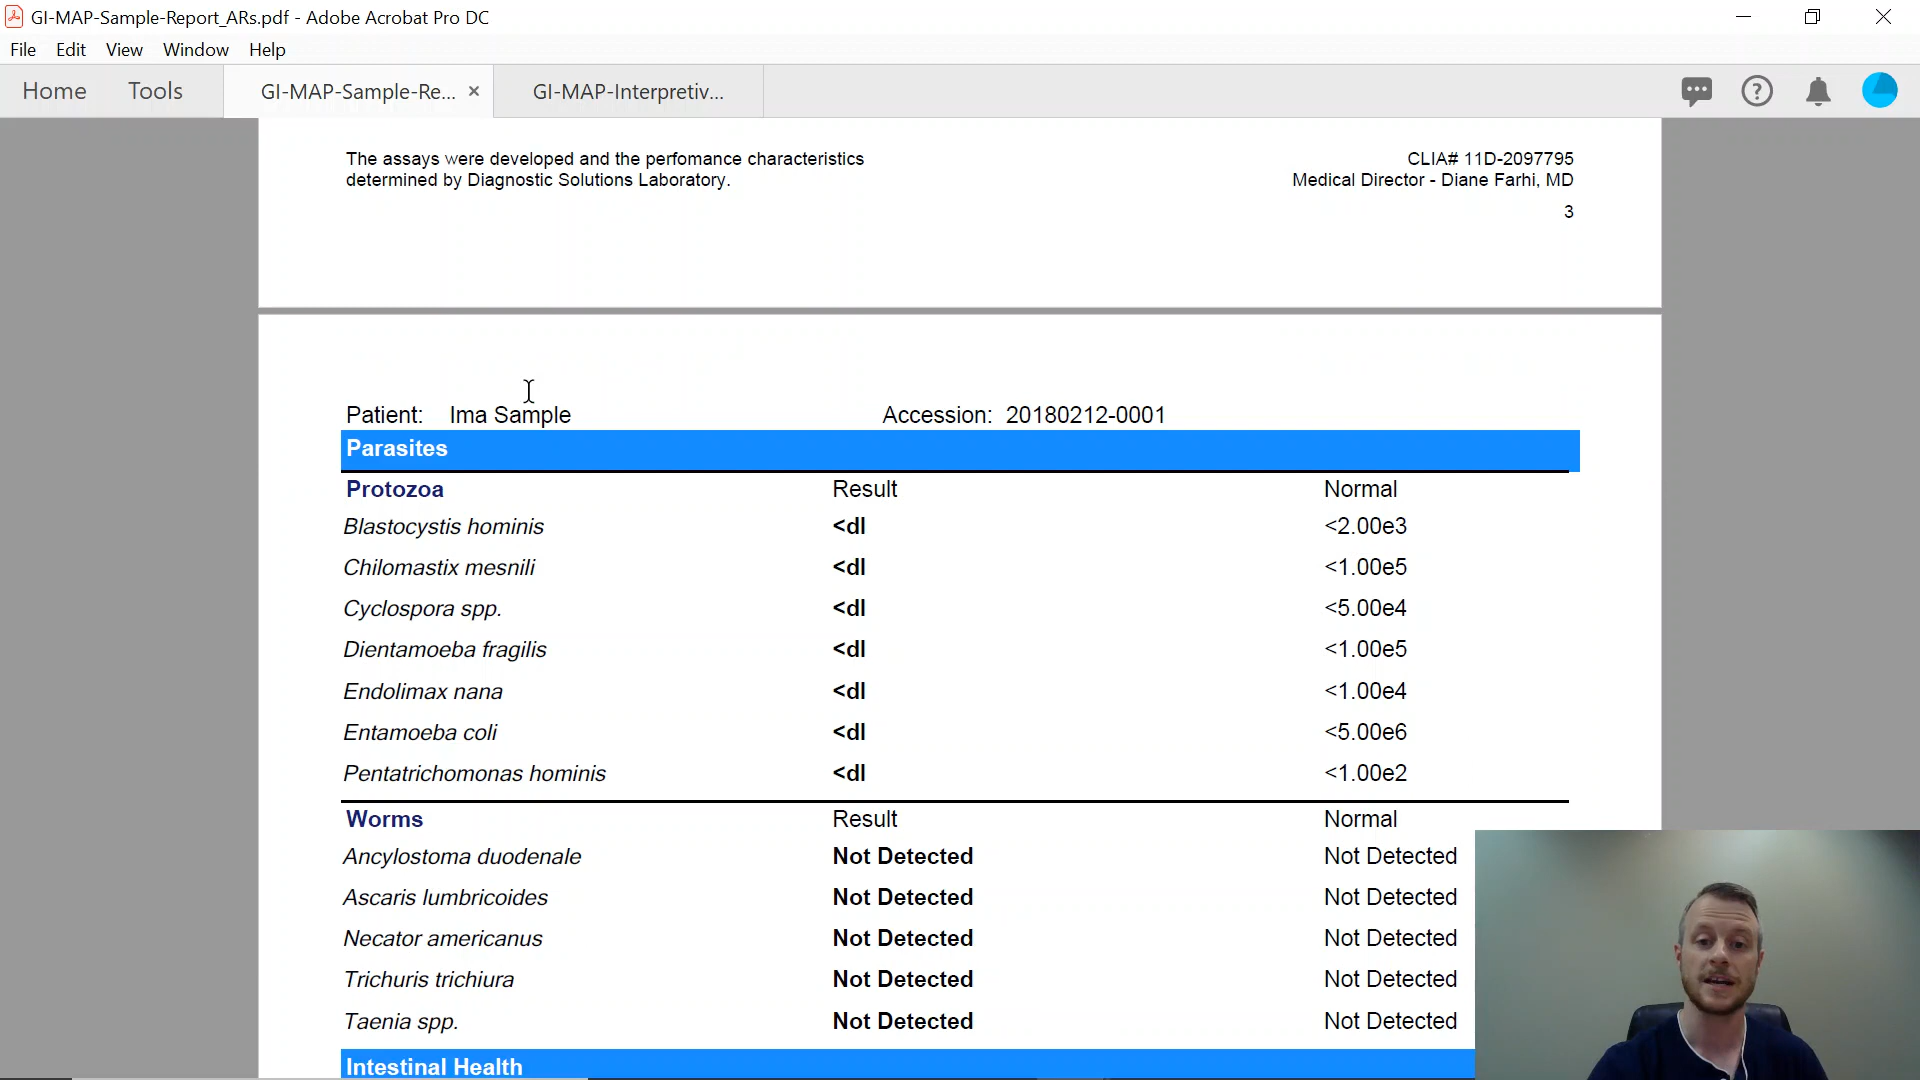 GI-MAP-Sample-Report_ARs.pdf - Adobe Acrobat Pro DC
File Edit View Window Help
Home Tools GI-MAP-Sample-Re... × GI-MAP-Interpretiv...
The assays were developed and the perfomance characteristics
determined by Diagnostic Solutions Laboratory.
CLIA# 11D-2097795
Medical Director - Diane Farhi, MD
3
Patient: Ima Sample Accession: 20180212-0001
Parasites
Protozoa Result Normal
Blastocystis hominis <dl <2.00e3
Chilomastix mesnili <dl <1.00e5
Cyclospora spp. <dl <5.00e4
Dientamoeba fragilis <dl <1.00e5
Endolimax nana <dl <1.00e4
Entamoeba coli <dl <5.00e6
Pentatrichomonas hominis <dl <1.00e2
Worms Result Normal
Ancylostoma duodenale Not Detected Not Detected
Ascaris lumbricoides Not Detected Not Detected
Necator americanus Not Detected Not Detected
Trichuris trichiura Not Detected Not Detected
Taenia spp. Not Detected Not Detected
Intestinal Health